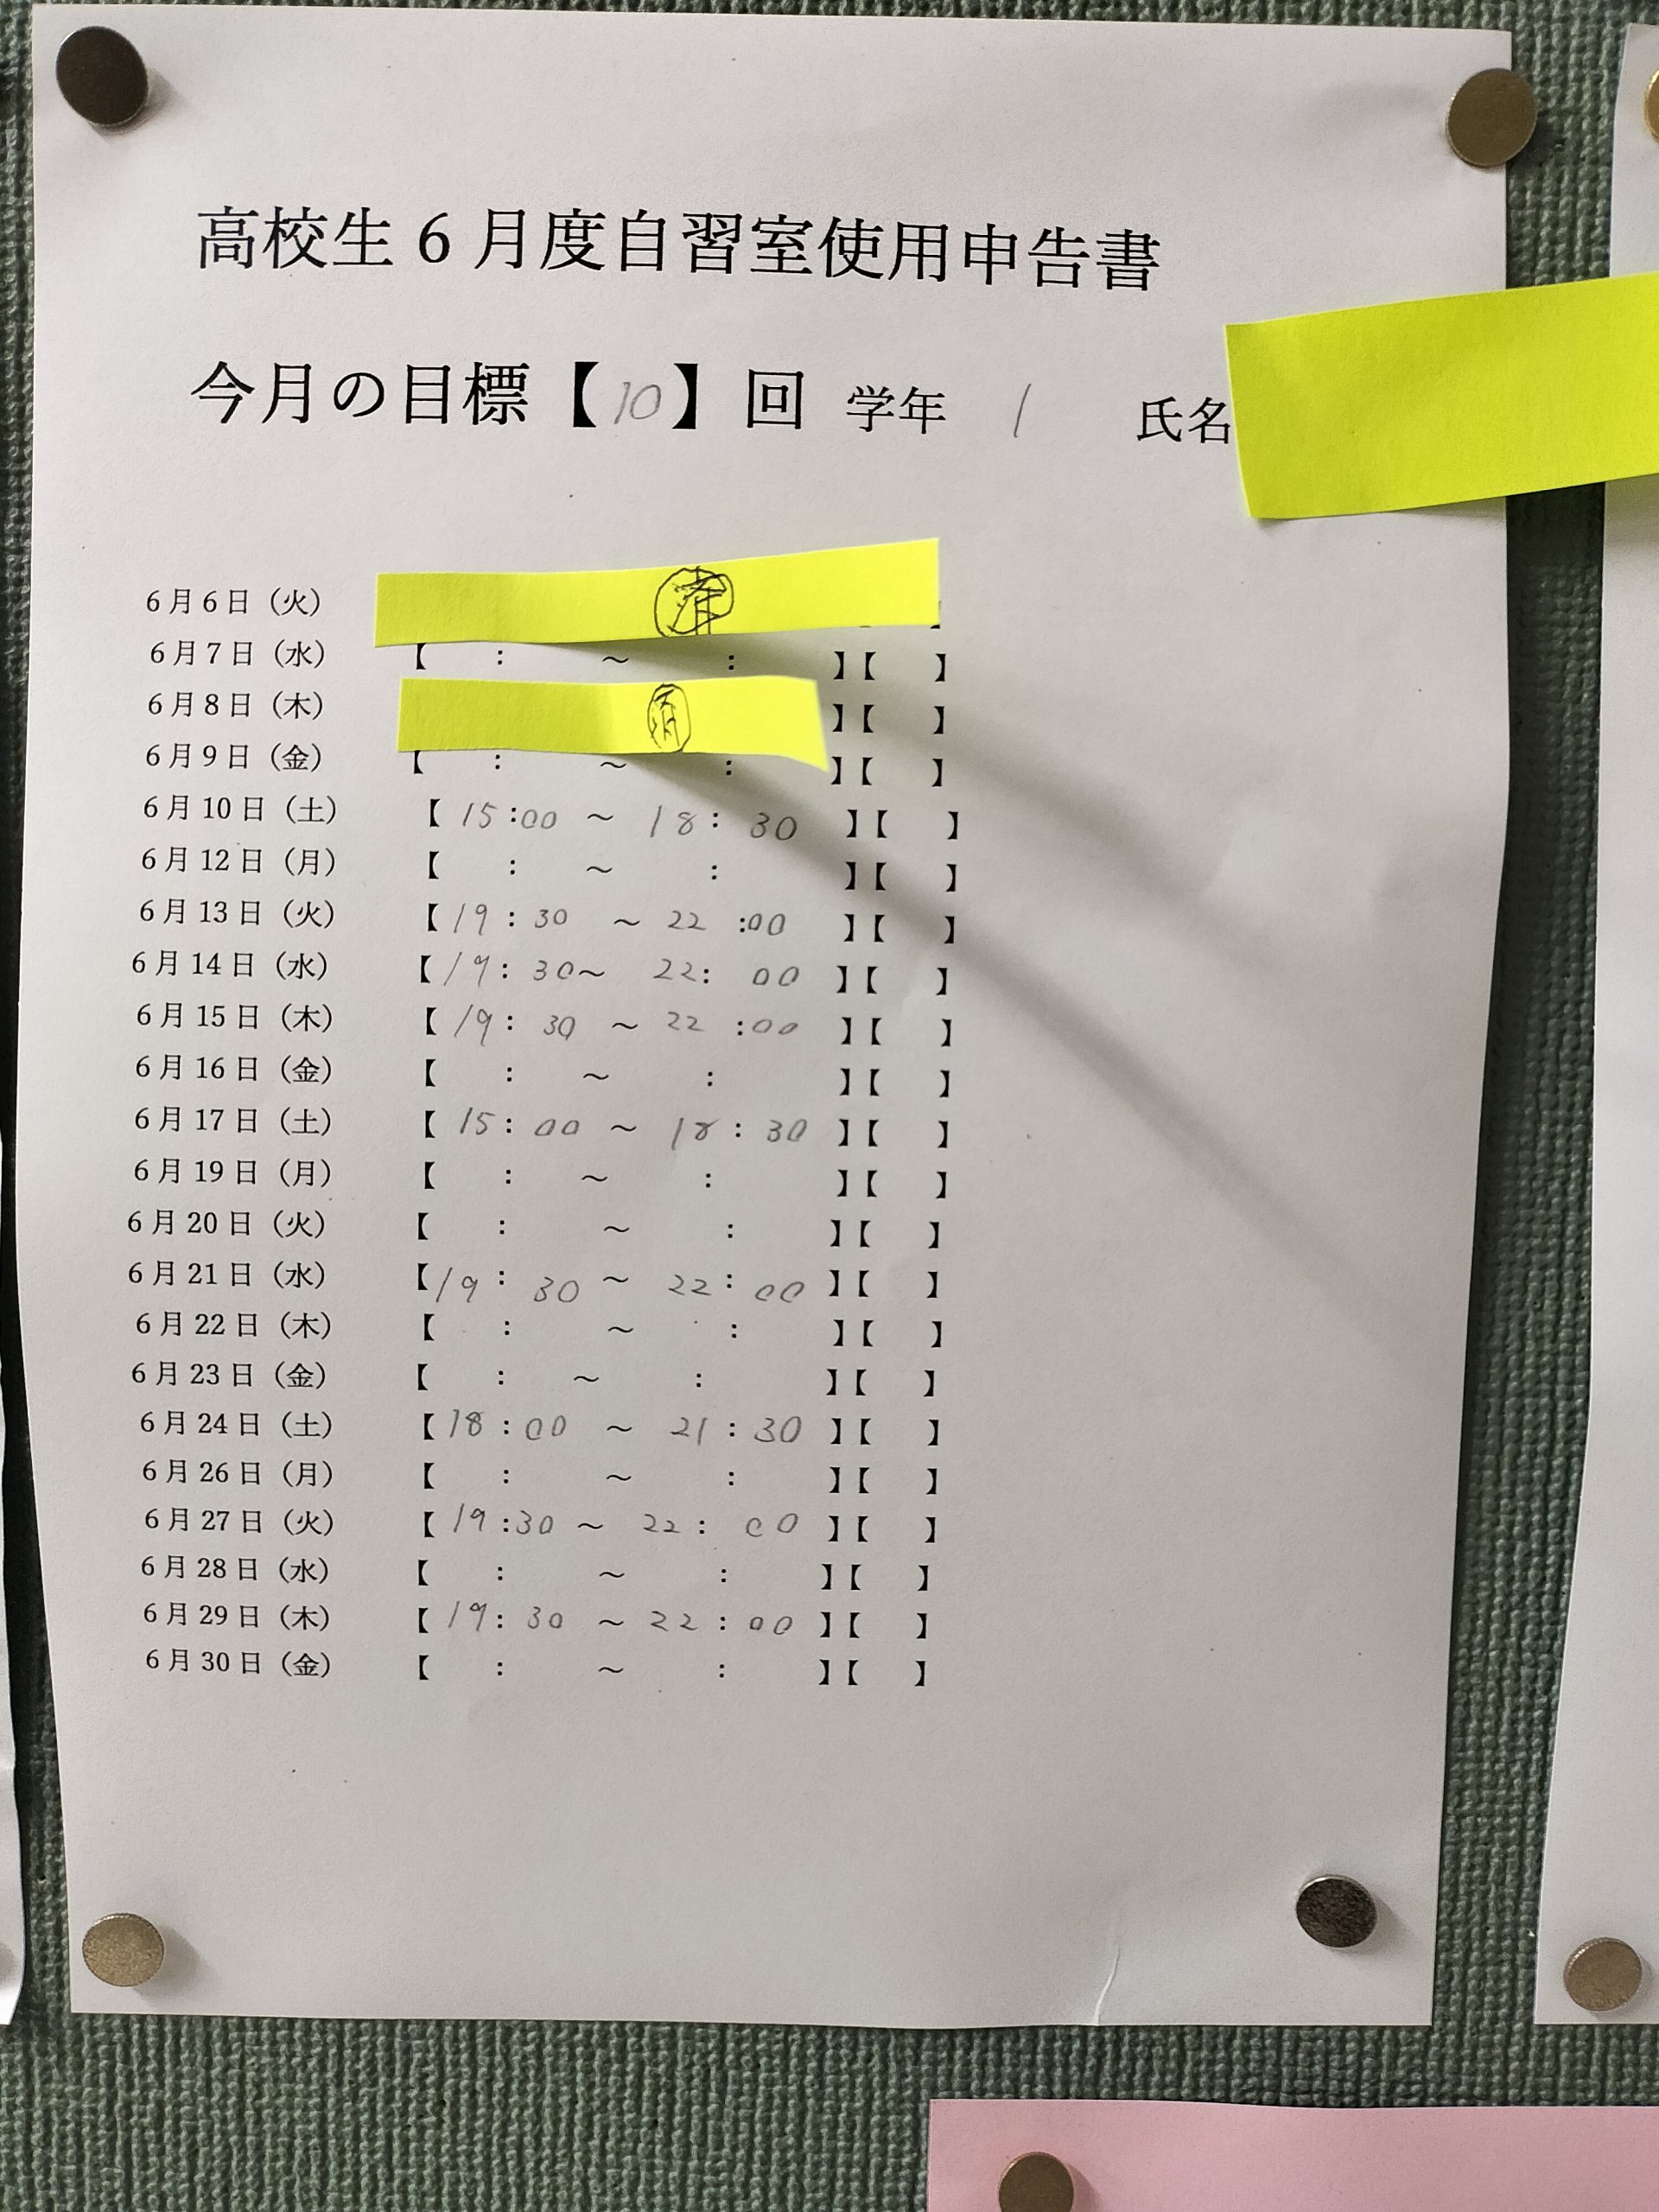 高校生6月度自習室使用申告書
今月の目標【10】回 学年 1 氏名
6月6日（火）
6月7日（水） 【 : ～ : 】【 】
6月8日（木） 】【 】
6月9日（金） 【 : ～ : 】【 】
6月10日（土） 【 15:00 ～ 18:30 】【 】
6月12日（月） 【 : ～ : 】【 】
6月13日（火） 【 19:30 ～ 22:00 】【 】
6月14日（水） 【 19:30 ～ 22:00 】【 】
6月15日（木） 【 19:30 ～ 22:00 】【 】
6月16日（金） 【 : ～ : 】【 】
6月17日（土） 【 15:00 ～ 18:30 】【 】
6月19日（月） 【 : ～ : 】【 】
6月20日（火） 【 : ～ : 】【 】
6月21日（水） 【 19:30 ～ 22:00 】【 】
6月22日（木） 【 : ～ : 】【 】
6月23日（金） 【 : ～ : 】【 】
6月24日（土） 【 18:00 ～ 21:30 】【 】
6月26日（月） 【 : ～ : 】【 】
6月27日（火） 【 19:30 ～ 22:00 】【 】
6月28日（水） 【 : ～ : 】【 】
6月29日（木） 【 19:30 ～ 22:00 】【 】
6月30日（金） 【 : ～ : 】【 】